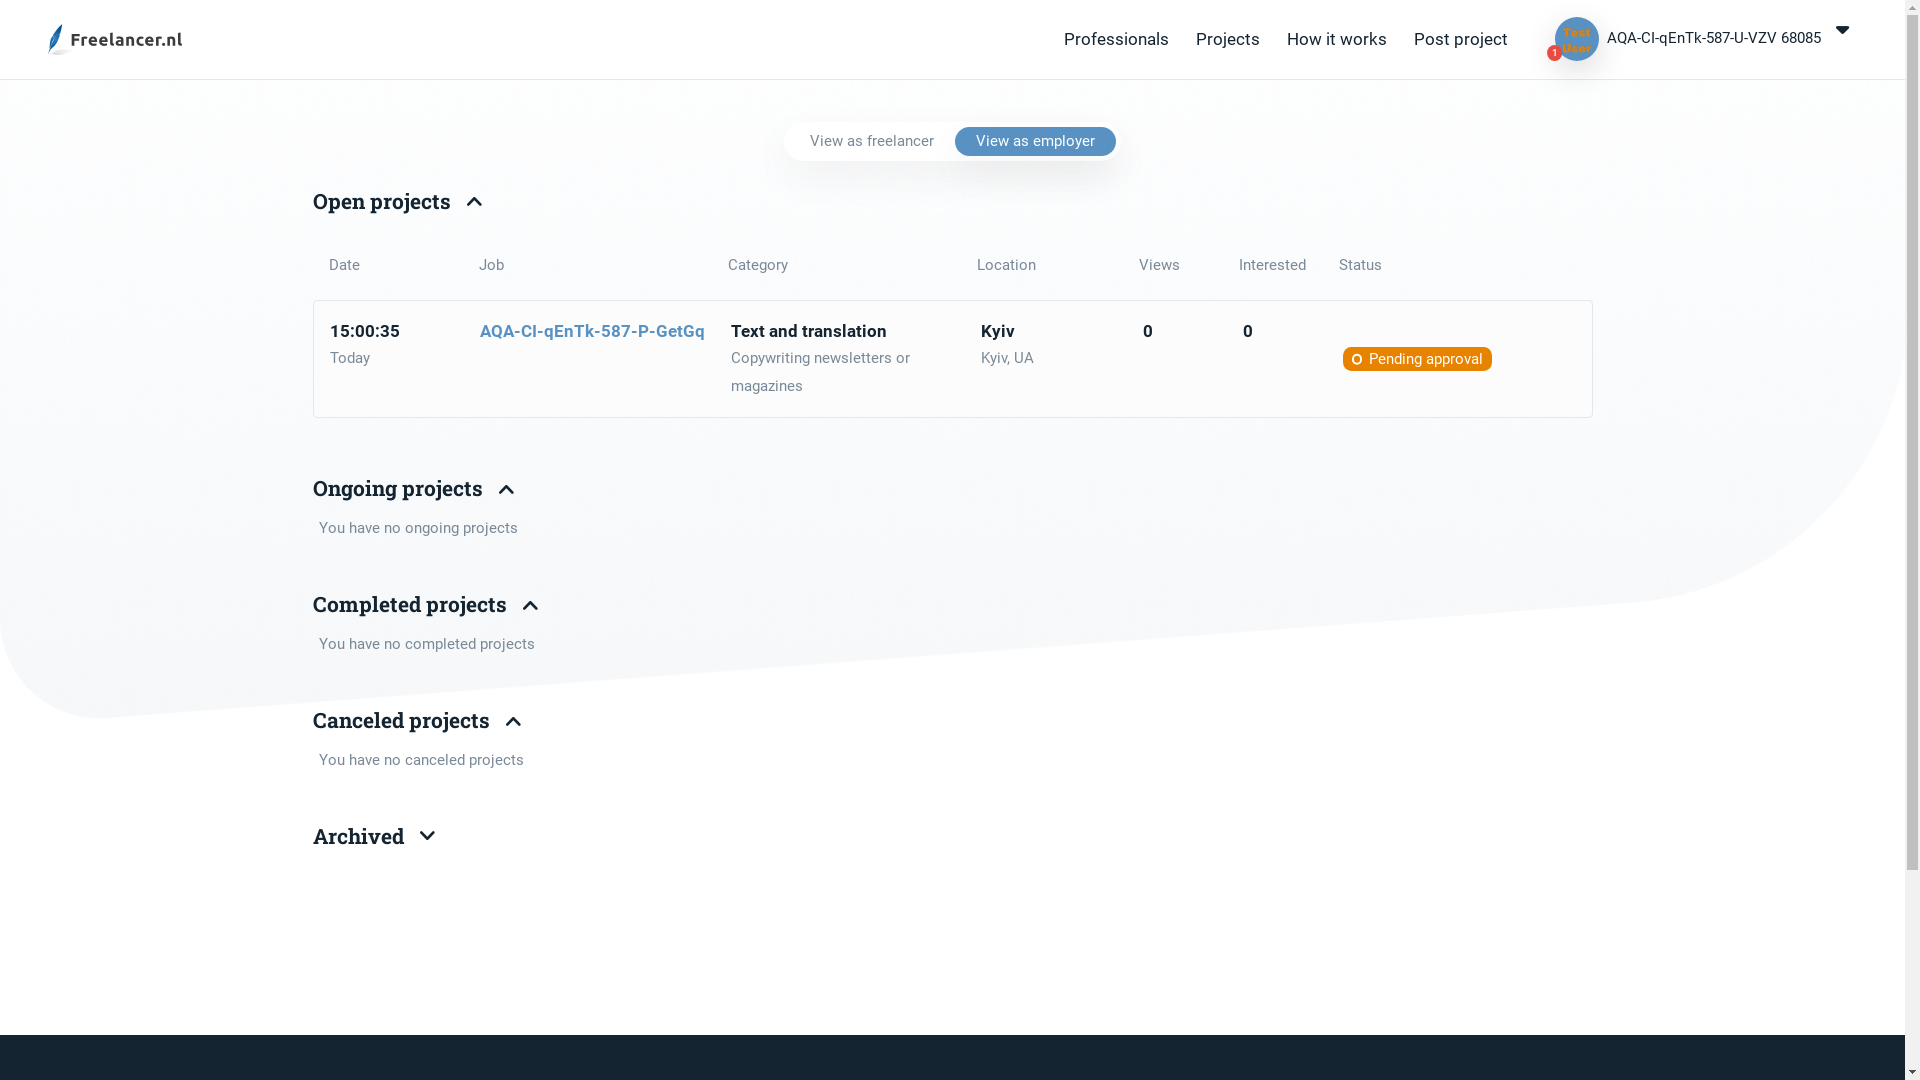 Freelancer.nl
Professionals Projects How it works Post project
Test
User
1
AQA-CI-qEnTk-587-U-VZV 68085
View as freelancer View as employer
Open projects
Date Job Category Location Views Interested Status
15:00:35 AQA-CI-qEnTk-587-P-GetGq Text and translation Kyiv 0 0
Today Copywriting newsletters or Kyiv, UA Pending approval
magazines
Ongoing projects
You have no ongoing projects
Completed projects
You have no completed projects
Canceled projects
You have no canceled projects
Archived